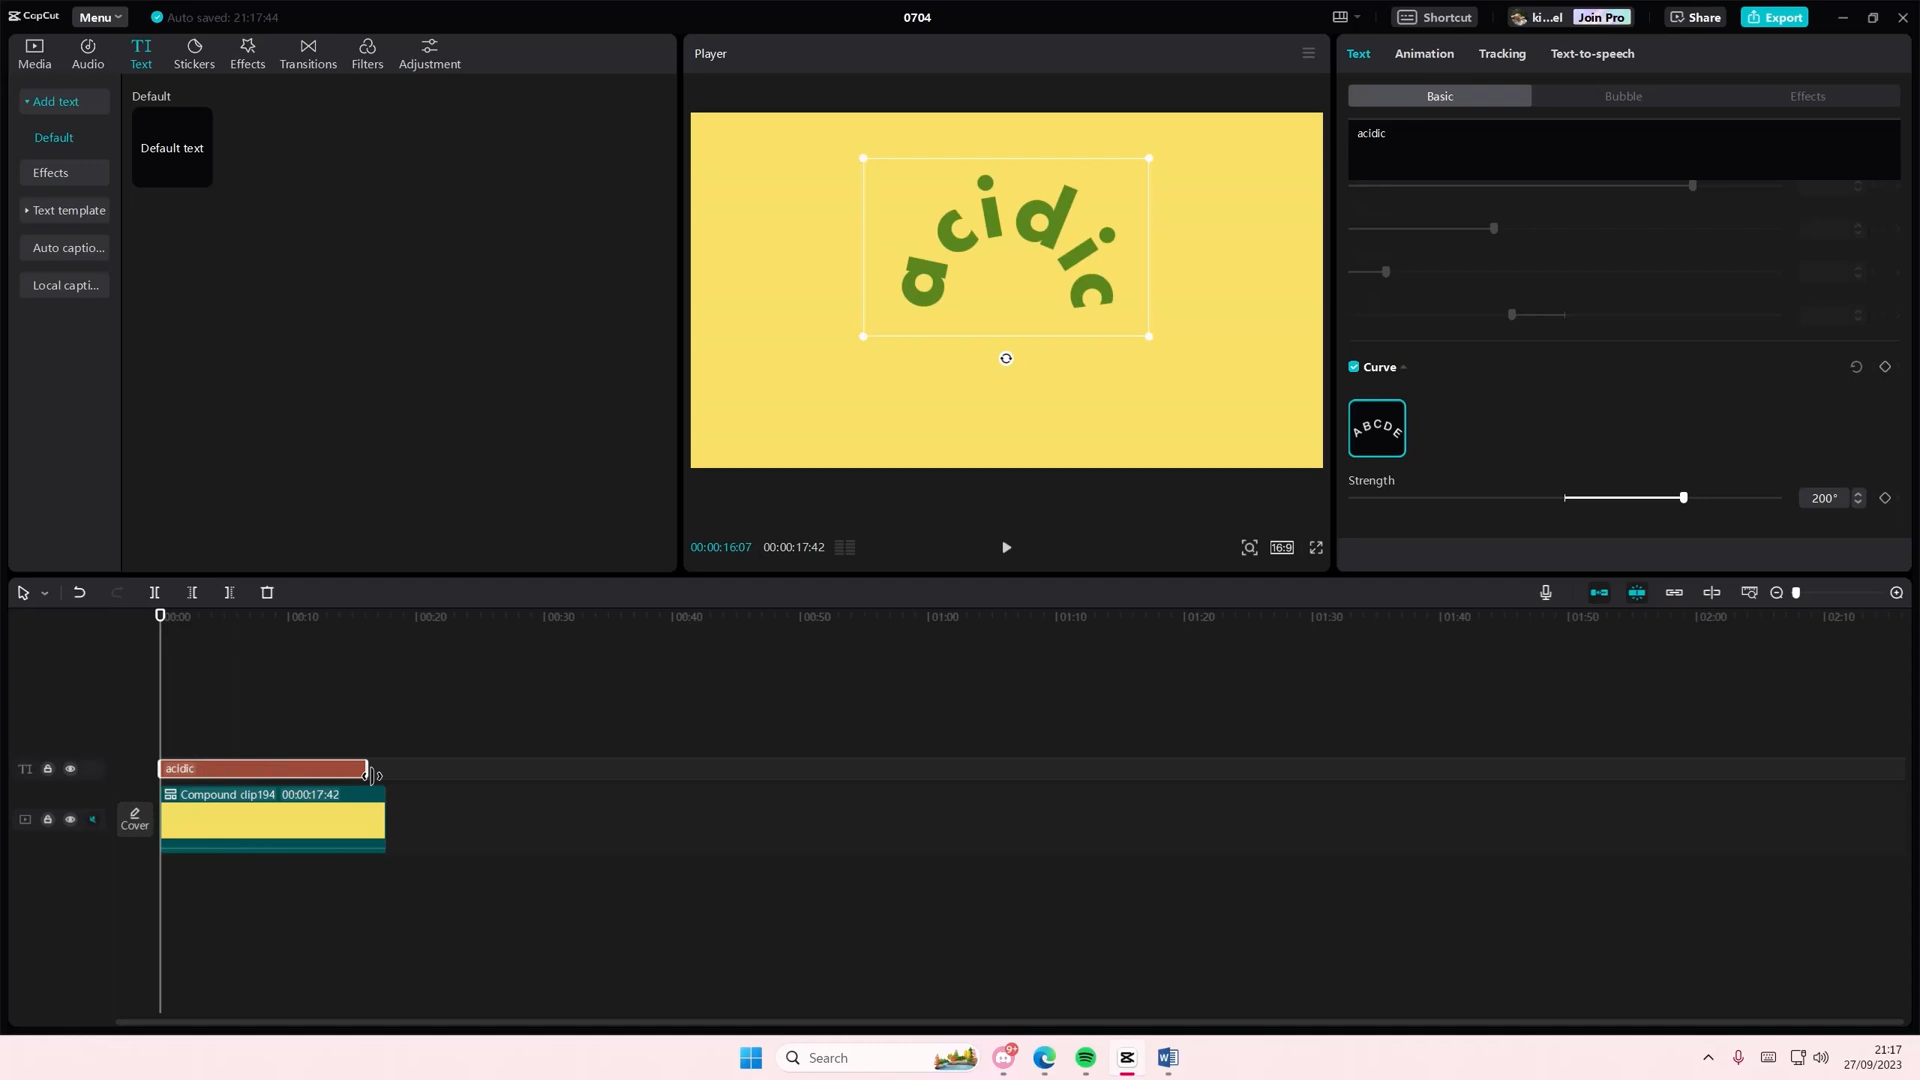 CapCut
Menu
Auto saved: 21:17:44
0704
Shortcut
ki...el
Join Pro
Share
Export
Media
Audio
TI
Text
Stickers
Effects
Transitions
Filters
Adjustment
Add text
Default
Effects
Text template
Auto captio...
Local capti...
Default
Default text
Player
acidic
00:00:16:07
00:00:17:42
16:9
Text
Animation
Tracking
Text-to-speech
Basic
Bubble
Effects
acidic
Curve
ABCDE
Strength
200°
00:00
00:10
00:20
00:30
00:40
00:50
01:00
01:10
01:20
01:30
01:40
01:50
02:00
02:10
TI
acidic
Compound clip194
00:00:17:42
Cover
Search
9+
21:17
27/09/2023